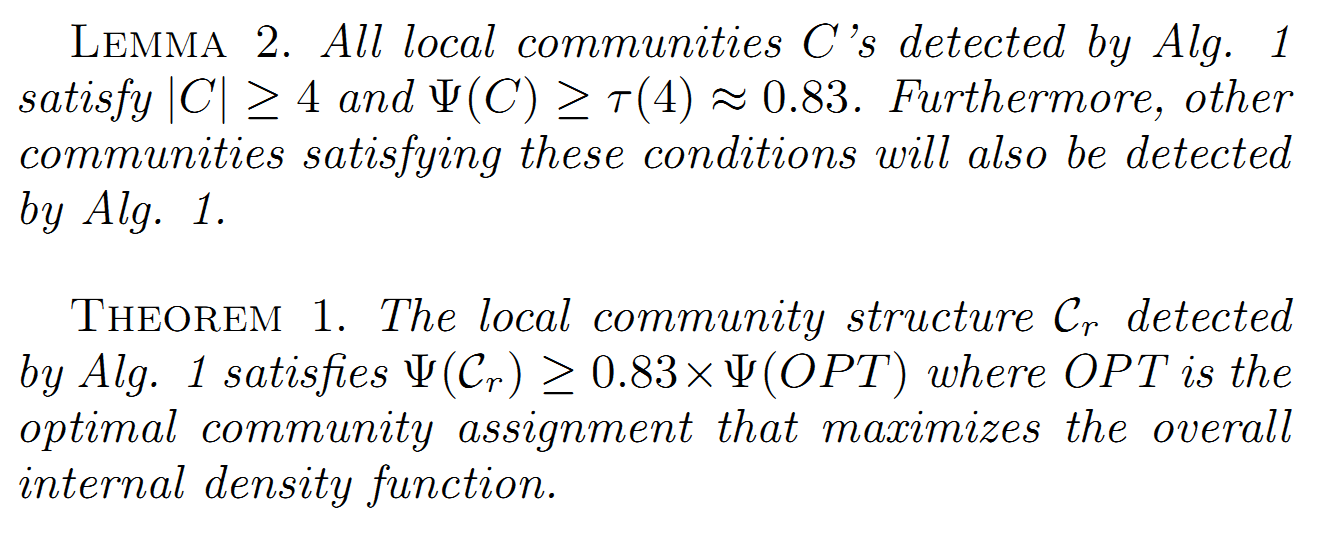 LEMMA 2. All local communities C's detected by Alg. 1
satisfy |C| ≥ 4 and Ψ(C) ≥ τ(4) ≈ 0.83. Furthermore, other
communities satisfying these conditions will also be detected
by Alg. 1.
THEOREM 1. The local community structure 𝒞ᵣ detected
by Alg. 1 satisfies Ψ(𝒞ᵣ) ≥ 0.83×Ψ(OPT) where OPT is the
optimal community assignment that maximizes the overall
internal density function.